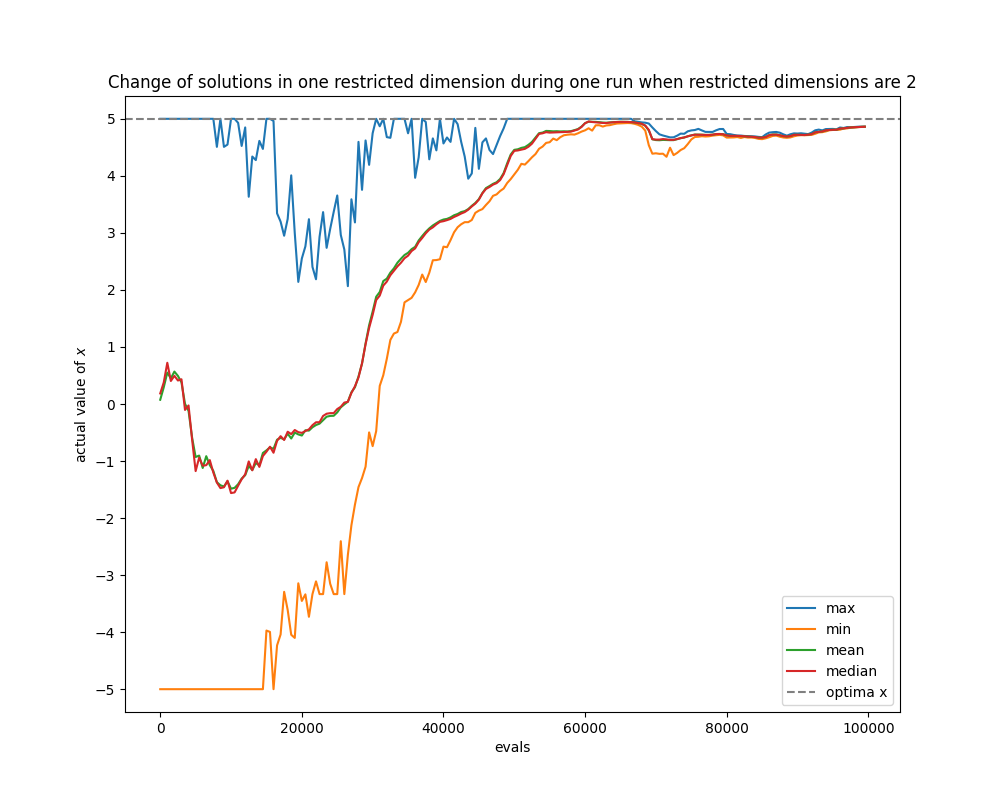 Change of solutions in one restricted dimension during one run when restricted dimensions are 2
actual value of x
5
4
3
2
1
0
−1
−2
−3
−4
−5
0 20000 40000 60000 80000 100000
evals
max
min
mean
median
optima x